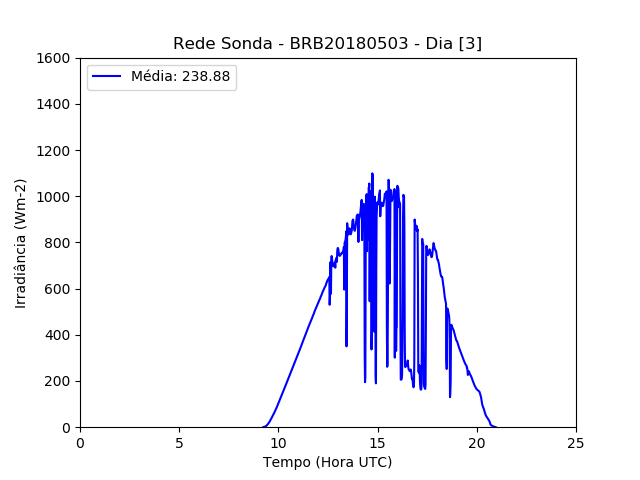 Rede Sonda - BRB20180503 - Dia [3]
Média: 238.88
1600
1400
1200
1000
800
600
400
200
0
Irradiância (Wm-2)
0 5 10 15 20 25
Tempo (Hora UTC)